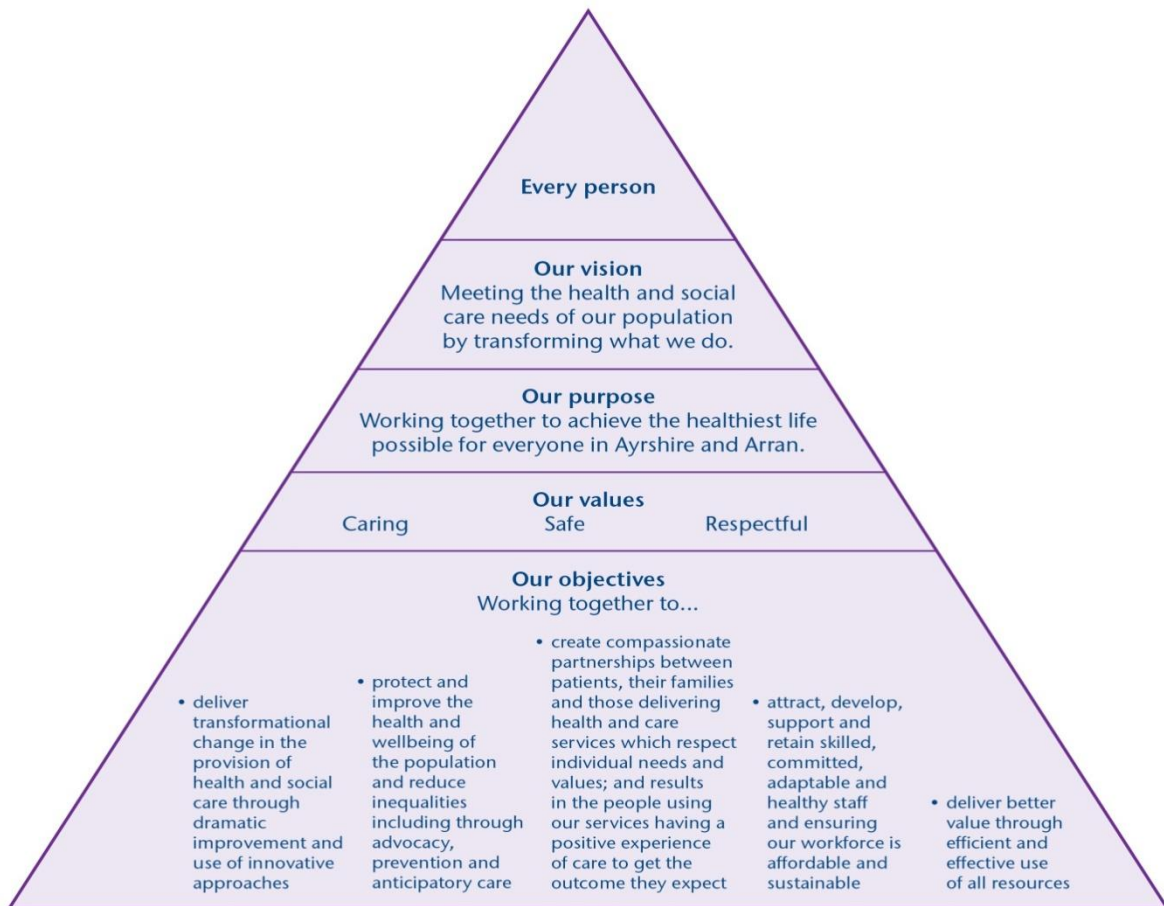 Every person
Our vision
Meeting the health and social
care needs of our population
by transforming what we do.
Our purpose
Working together to achieve the healthiest life
possible for everyone in Ayrshire and Arran.
Our values
Caring Safe Respectful
Our objectives
Working together to...
• deliver
transformational
change in the
provision of
health and social
care through
dramatic
improvement and
use of innovative
approaches
• protect and
improve the
health and
wellbeing of
the population
and reduce
inequalities
including through
advocacy,
prevention and
anticipatory care
• create compassionate
partnerships between
patients, their families
and those delivering
health and care
services which respect
individual needs and
values; and results
in the people using
our services having a
positive experience
of care to get the
outcome they expect
• attract, develop,
support and
retain skilled,
committed,
adaptable and
healthy staff
and ensuring
our workforce is
affordable and
sustainable
• deliver better
value through
efficient and
effective use
of all resources